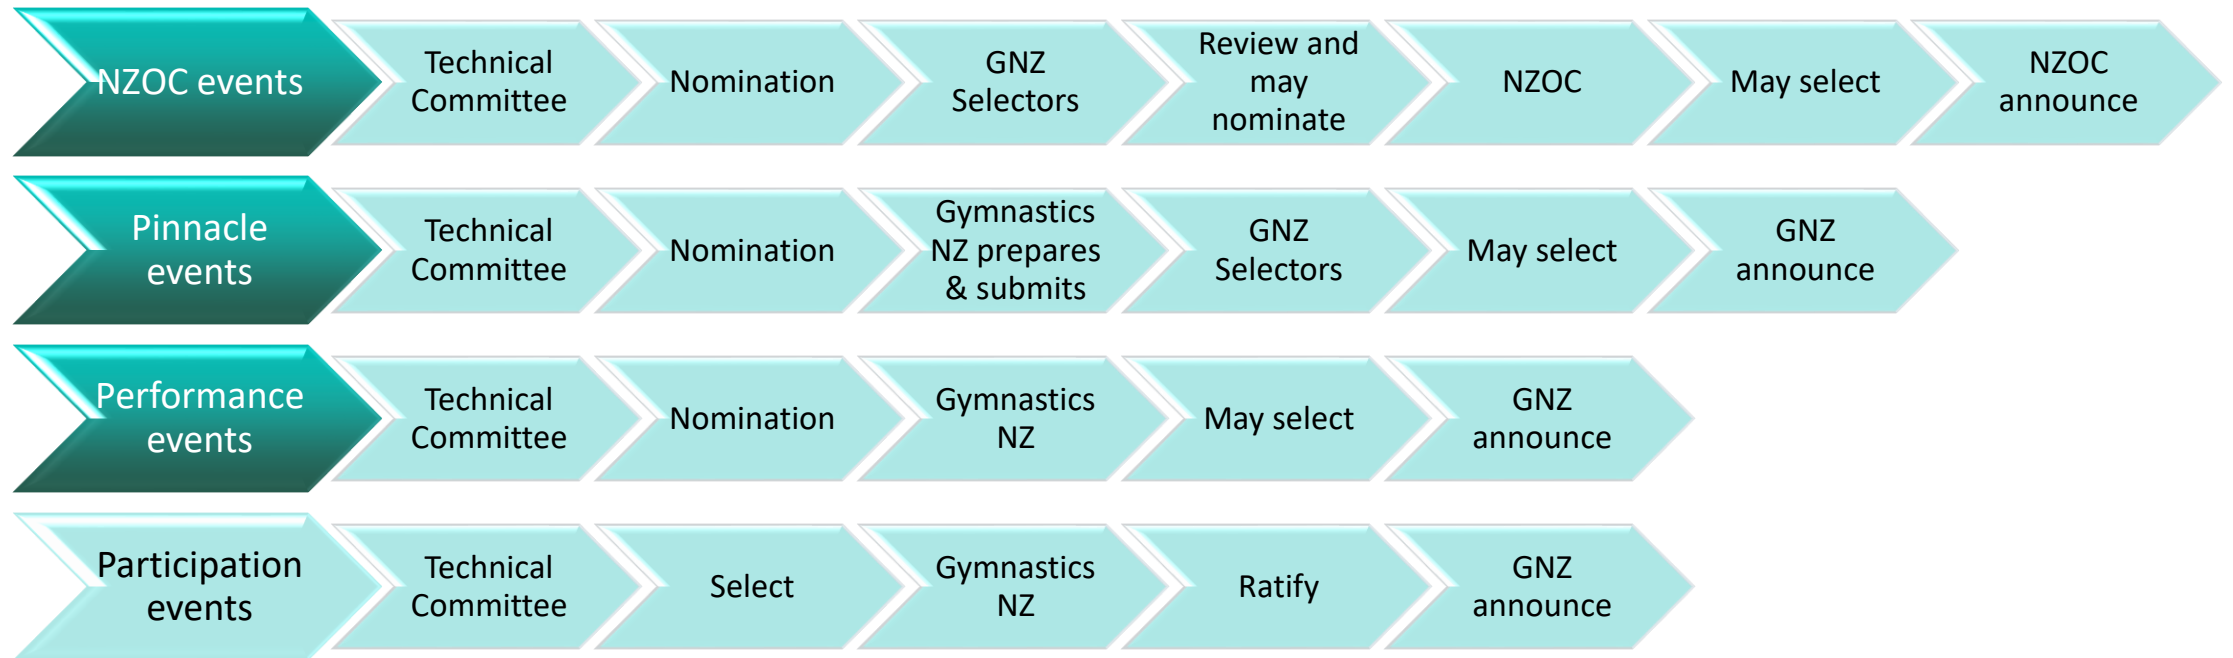 NZOC events
Technical
Committee
Nomination
GNZ
Selectors
Review and
may
nominate
NZOC
May select
NZOC
announce
Pinnacle
events
Technical
Committee
Nomination
Gymnastics
NZ prepares
& submits
GNZ
Selectors
May select
GNZ
announce
Performance
events
Technical
Committee
Nomination
Gymnastics
NZ
May select
GNZ
announce
Participation
events
Technical
Committee
Select
Gymnastics
NZ
Ratify
GNZ
announce